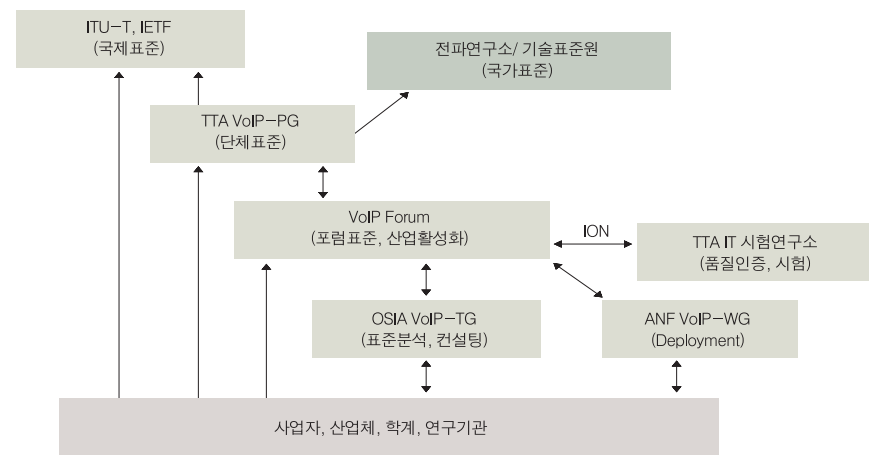 ITU-T, IETF
(국제표준)
전파연구소/ 기술표준원
(국가표준)
TTA VoIP-PG
(단체표준)
VoIP Forum
(포럼표준, 산업활성화)
ION
TTA IT 시험연구소
(품질인증, 시험)
OSIA VoIP-TG
(표준분석, 컨설팅)
ANF VoIP-WG
(Deployment)
사업자, 산업체, 학계, 연구기관